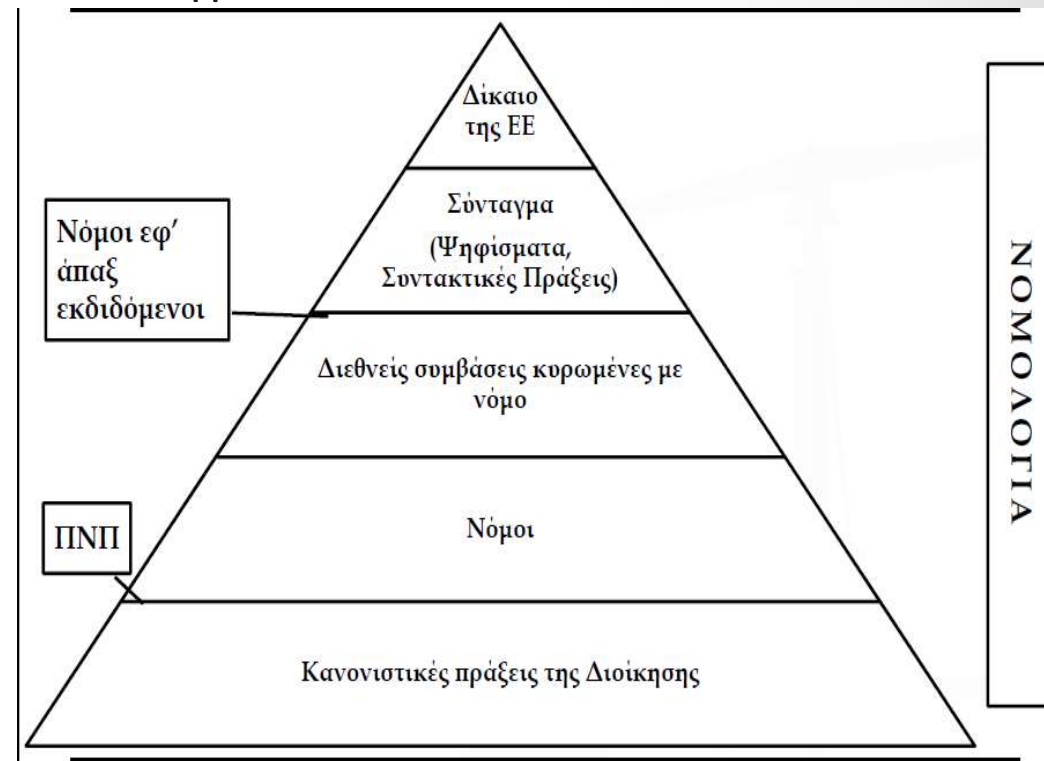 Δίκαιο
της ΕΕ
Σύνταγμα
(Ψηφίσματα,
Συντακτικές Πράξεις)
Νόμοι εφ’
άπαξ
εκδιδόμενοι
Διεθνείς συμβάσεις κυρωμένες με
νόμο
Νόμοι
ΠΝΠ
Κανονιστικές πράξεις της Διοίκησης
ΝΟΜΟΛΟΓΙΑ